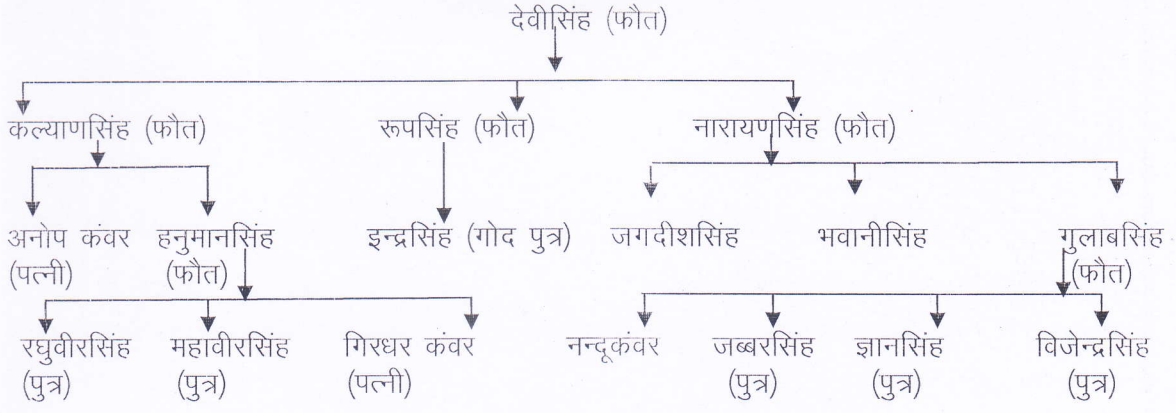 देवीसिंह (फौत)
कल्याणसिंह (फौत) रूपसिंह (फौत) नारायणसिंह (फौत)
अनोप कंवर हनुमानसिंह इन्द्रसिंह (गोद पुत्र) जगदीशसिंह भवानीसिंह गुलाबसिंह
(पत्नी) (फौत) (फौत)
रघुवीरसिंह महावीरसिंह गिरधर कंवर नन्दूकंवर जब्बरसिंह ज्ञानसिंह विजेन्द्रसिंह
(पुत्र) (पुत्र) (पत्नी) (पुत्र) (पुत्र) (पुत्र)